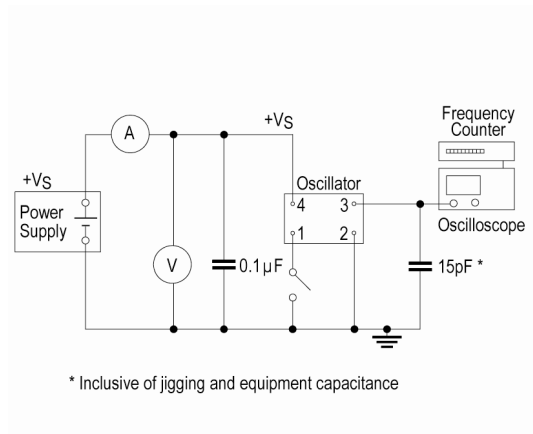 Frequency
Counter
A
+VS
+VS
Oscillator
Power
Supply
4 3
1 2
Oscilloscope
V
0.1µF
15pF *
* Inclusive of jigging and equipment capacitance